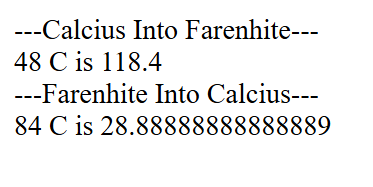 ---Calcius Into Farenhite---
48 C is 118.4
---Farenhite Into Calcius---
84 C is 28.88888888888889